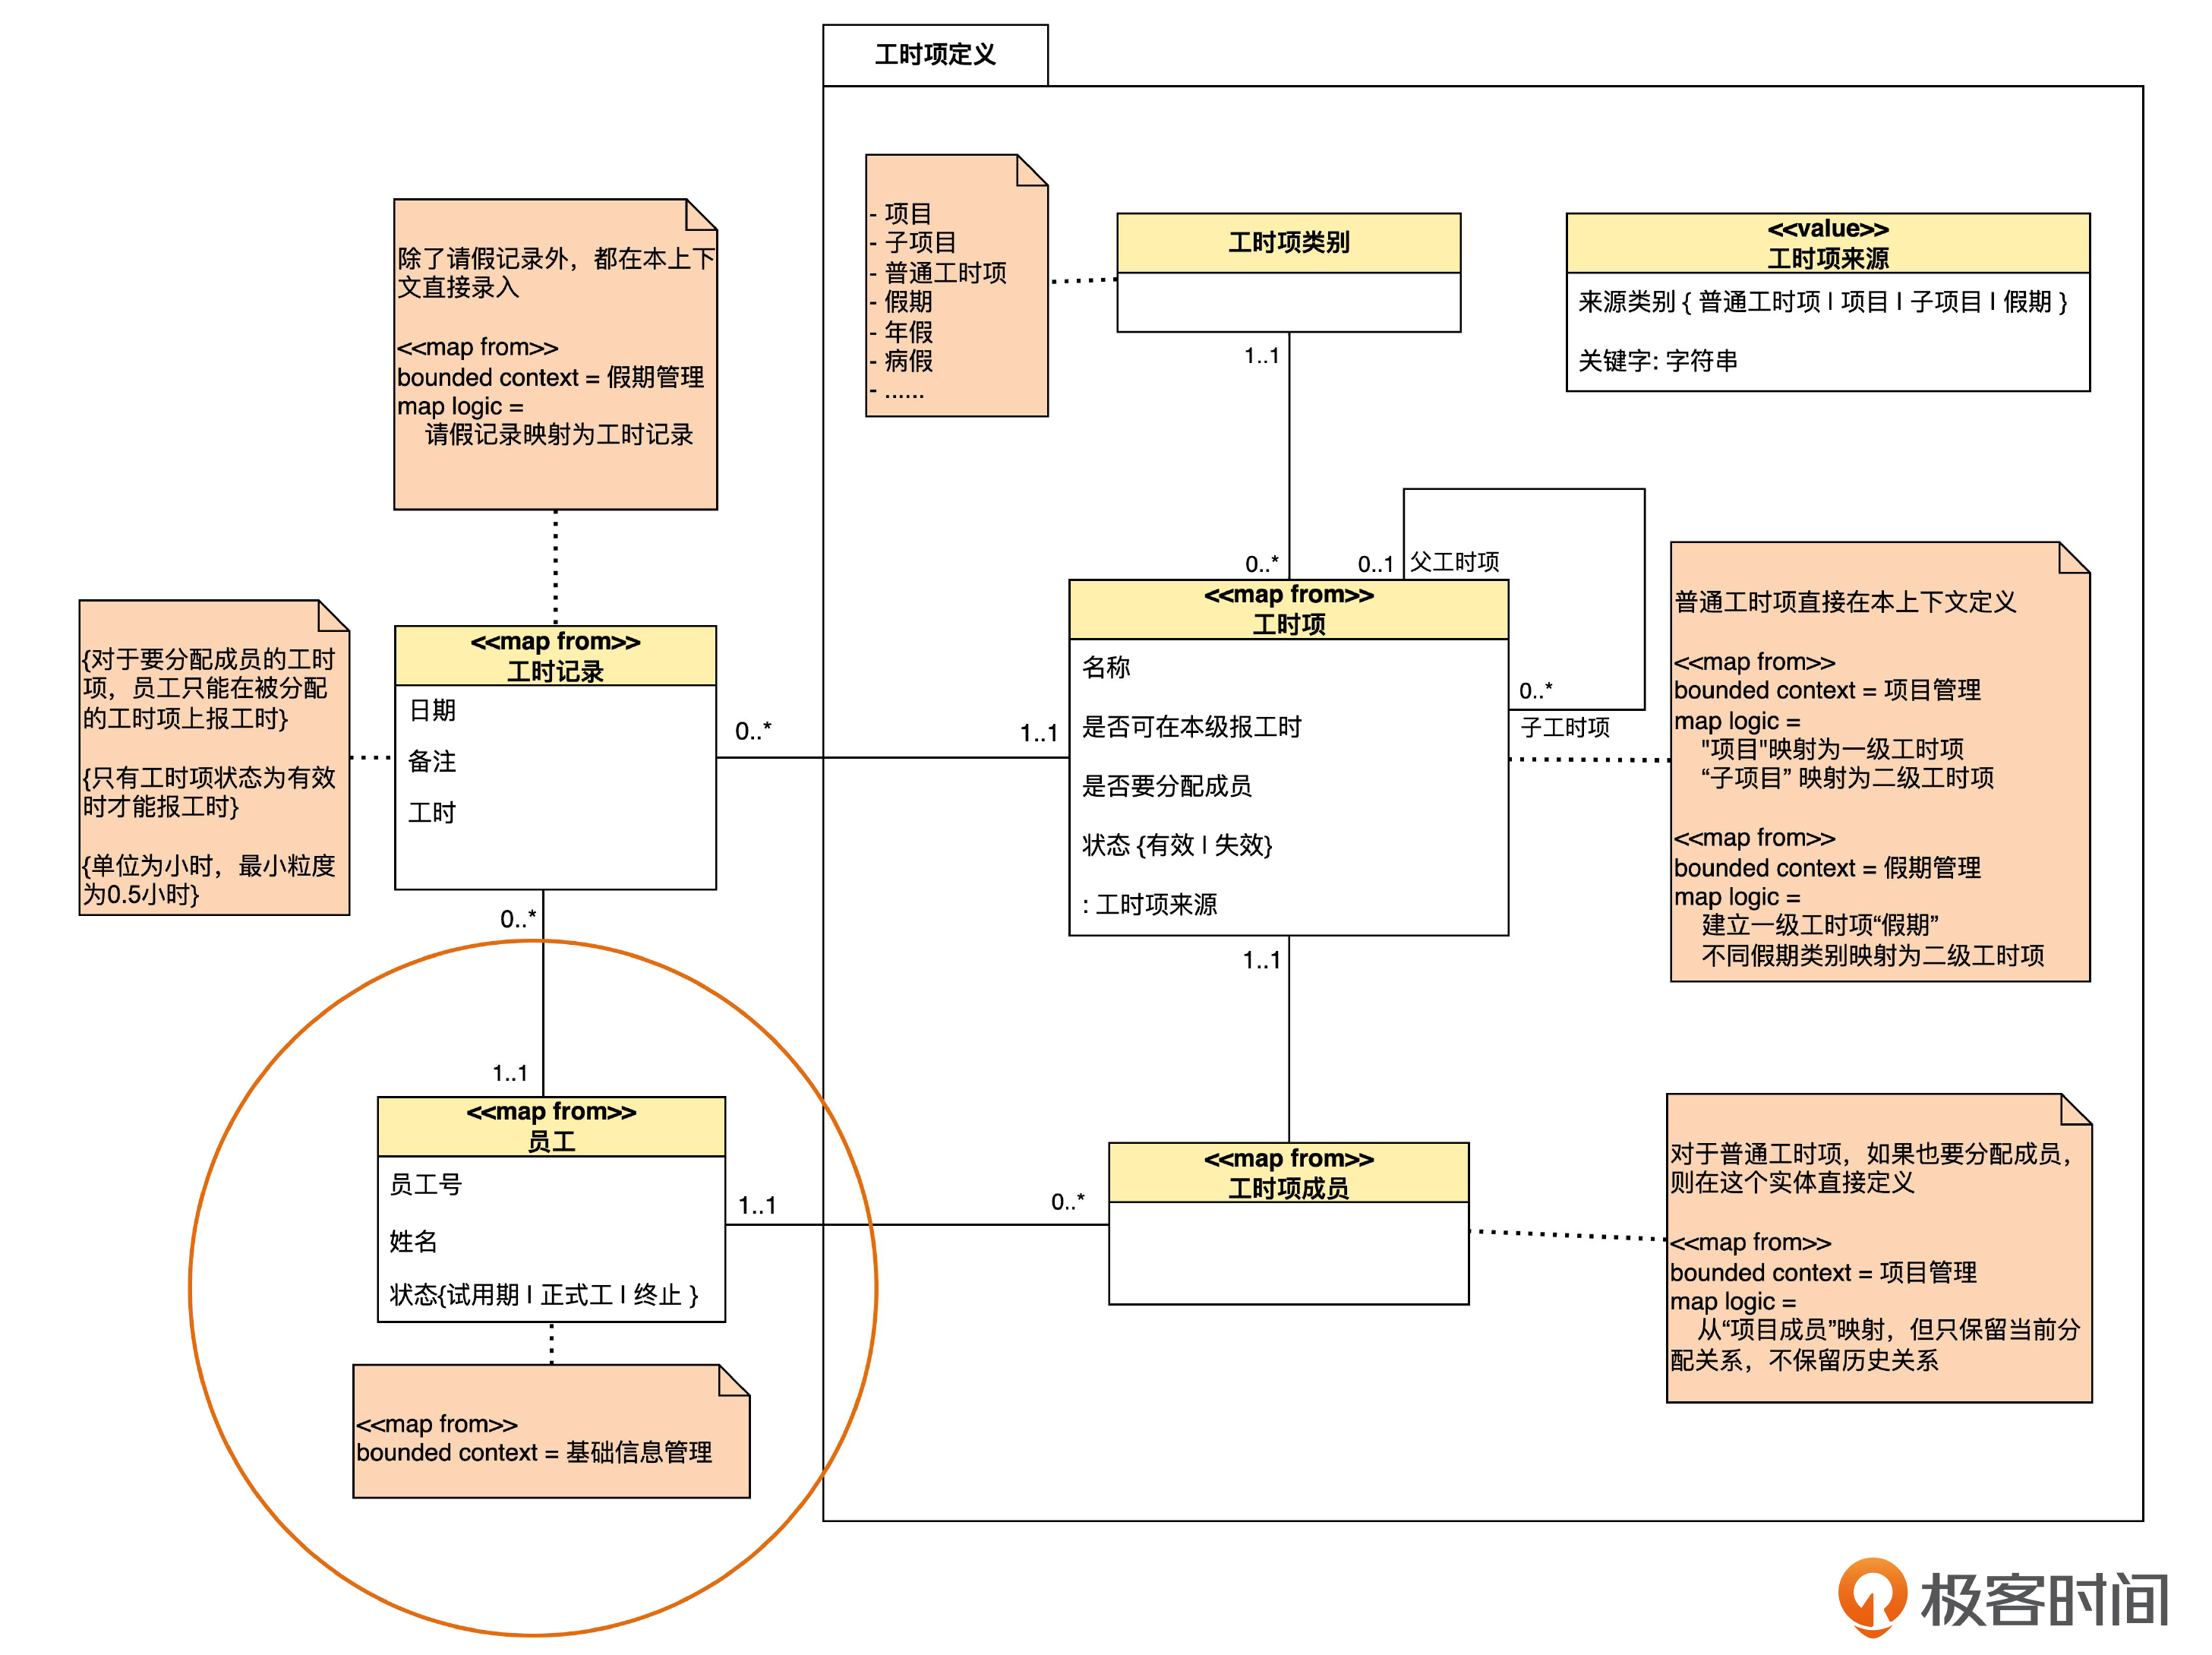 工时项定义
- 项目
- 子项目
- 普通工时项
- 假期
- 年假
- 病假
- ......
工时项类别
<<value>>
工时项来源
来源类别 { 普通工时项 | 项目 | 子项目 | 假期 }
关键字: 字符串
除了请假记录外，都在本上下
文直接录入
<<map from>>
bounded context = 假期管理
map logic =
请假记录映射为工时记录
1..1
0..*
0..1
父工时项
<<map from>>
工时项
名称
是否可在本级报工时
是否要分配成员
状态 {有效 | 失效}
: 工时项来源
0..*
子工时项
普通工时项直接在本上下文定义
<<map from>>
bounded context = 项目管理
map logic =
"项目"映射为一级工时项
“子项目” 映射为二级工时项
<<map from>>
bounded context = 假期管理
map logic =
建立一级工时项“假期”
不同假期类别映射为二级工时项
{对于要分配成员的工时
项，员工只能在被分配
的工时项上报工时}
{只有工时项状态为有效
时才能报工时}
{单位为小时，最小粒度
为0.5小时}
<<map from>>
工时记录
日期
备注
工时
0..*
1..1
0..*
1..1
1..1
<<map from>>
员工
员工号
姓名
状态{试用期 | 正式工 | 终止 }
1..1
0..*
<<map from>>
工时项成员
对于普通工时项，如果也要分配成员，
则在这个实体直接定义
<<map from>>
bounded context = 项目管理
map logic =
从“项目成员”映射，但只保留当前分
配关系，不保留历史关系
<<map from>>
bounded context = 基础信息管理
极客时间